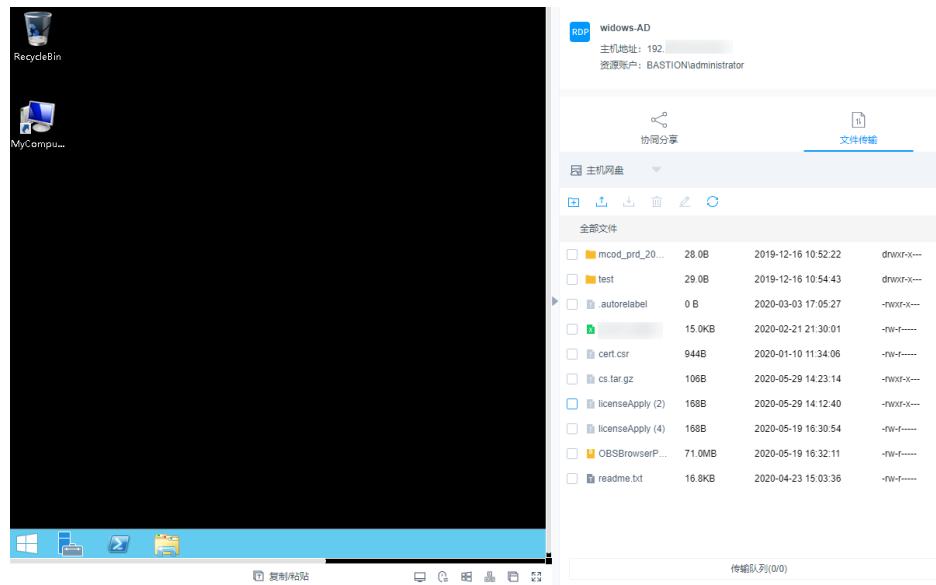 RecycleBin
MyCompu...
复制/粘贴
RDP
widows-AD
主机地址: 192.
资源账户: BASTION\administrator
协同分享
文件传输
主机网盘
全部文件
mcod_prd_20... 28.0B 2019-12-16 10:52:22 drwxr-x---
test 29.0B 2019-12-16 10:54:43 drwxr-x---
.autorelabel 0 B 2020-03-03 17:05:27 -rwxr-x---
15.0KB 2020-02-21 21:30:01 -rw-r-----
cert.csr 944B 2020-01-10 11:34:06 -rw-r-----
cs.tar.gz 106B 2020-05-29 14:23:14 -rwxr-x---
licenseApply (2) 168B 2020-05-29 14:12:40 -rwxr-x---
licenseApply (4) 168B 2020-05-19 16:30:54 -rw-r-----
OBSBrowserP... 71.0MB 2020-05-19 16:32:11 -rw-r-----
readme.txt 16.8KB 2020-04-23 15:03:36 -rw-r-----
传输队列(0/0)